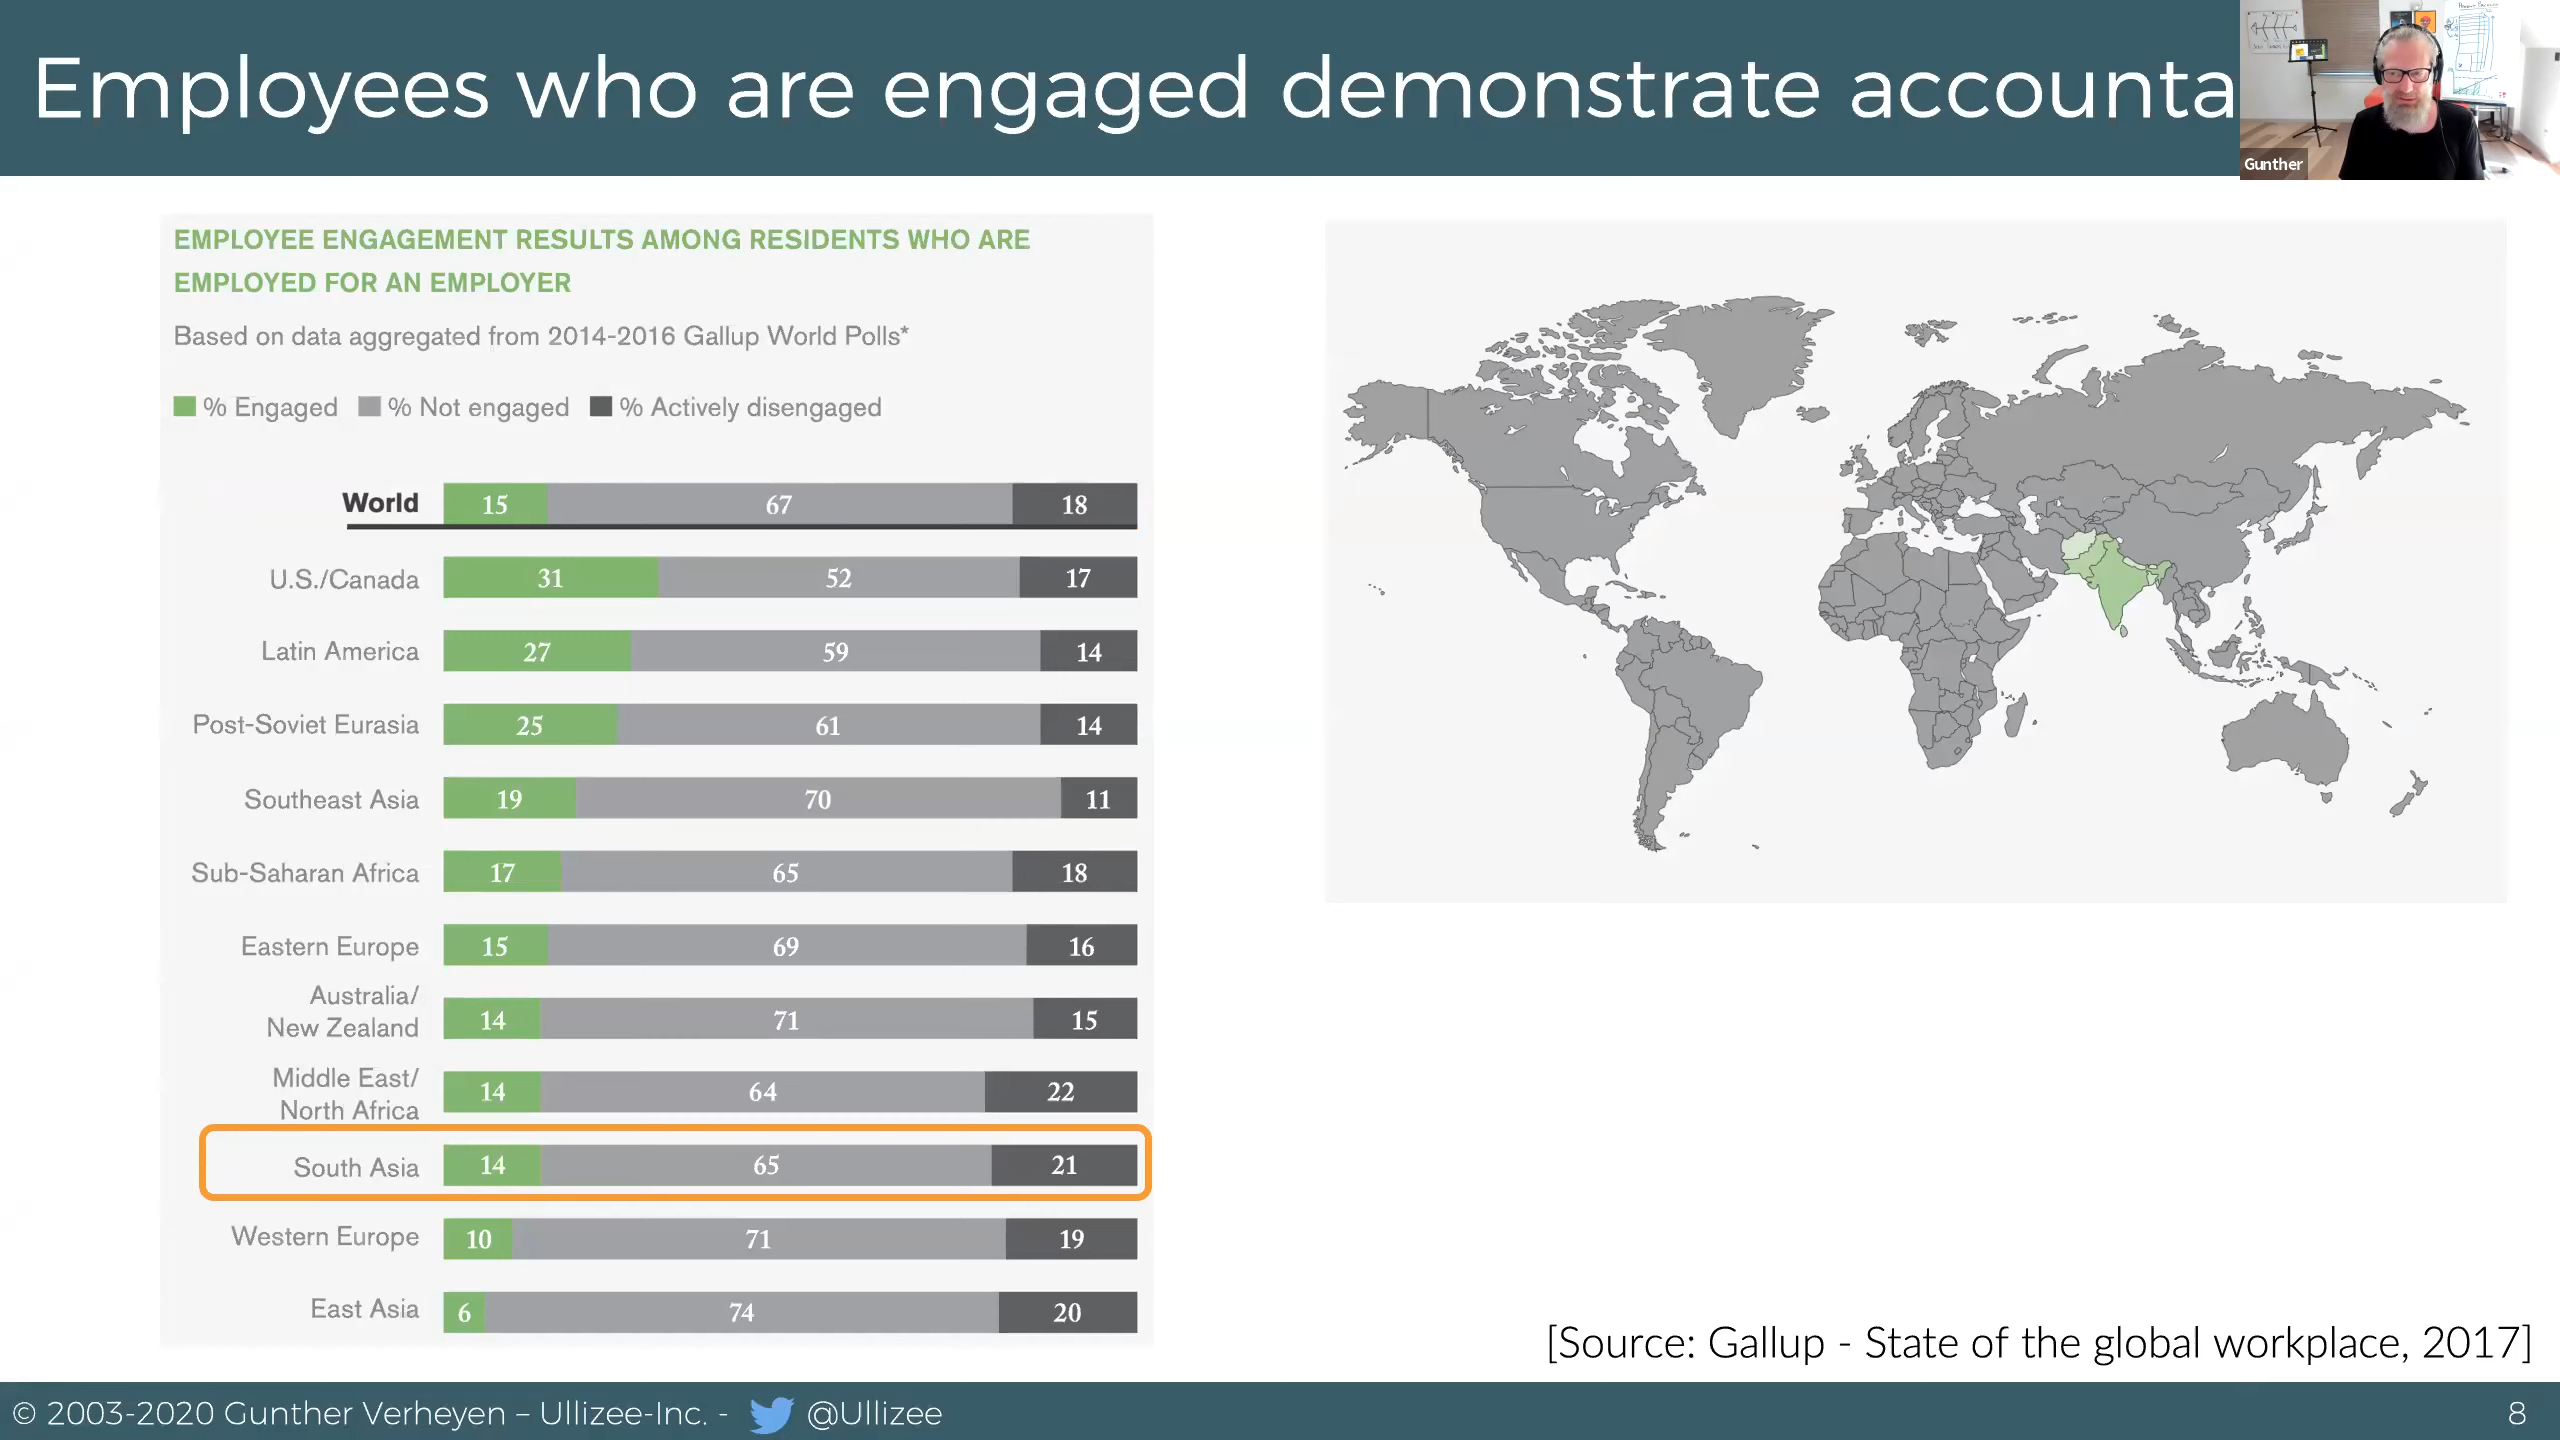 Employees who are engaged demonstrate accounta
Gunther
EMPLOYEE ENGAGEMENT RESULTS AMONG RESIDENTS WHO ARE
EMPLOYED FOR AN EMPLOYER
Based on data aggregated from 2014-2016 Gallup World Polls*
% Engaged % Not engaged % Actively disengaged
World 15 67 18
U.S./Canada 31 52 17
Latin America 27 59 14
Post-Soviet Eurasia 25 61 14
Southeast Asia 19 70 11
Sub-Saharan Africa 17 65 18
Eastern Europe 15 69 16
Australia/
New Zealand 14 71 15
Middle East/
North Africa 14 64 22
South Asia 14 65 21
Western Europe 10 71 19
East Asia 6 74 20
[Source: Gallup - State of the global workplace, 2017]
© 2003-2020 Gunther Verheyen – Ullizee-Inc. - @Ullizee
8